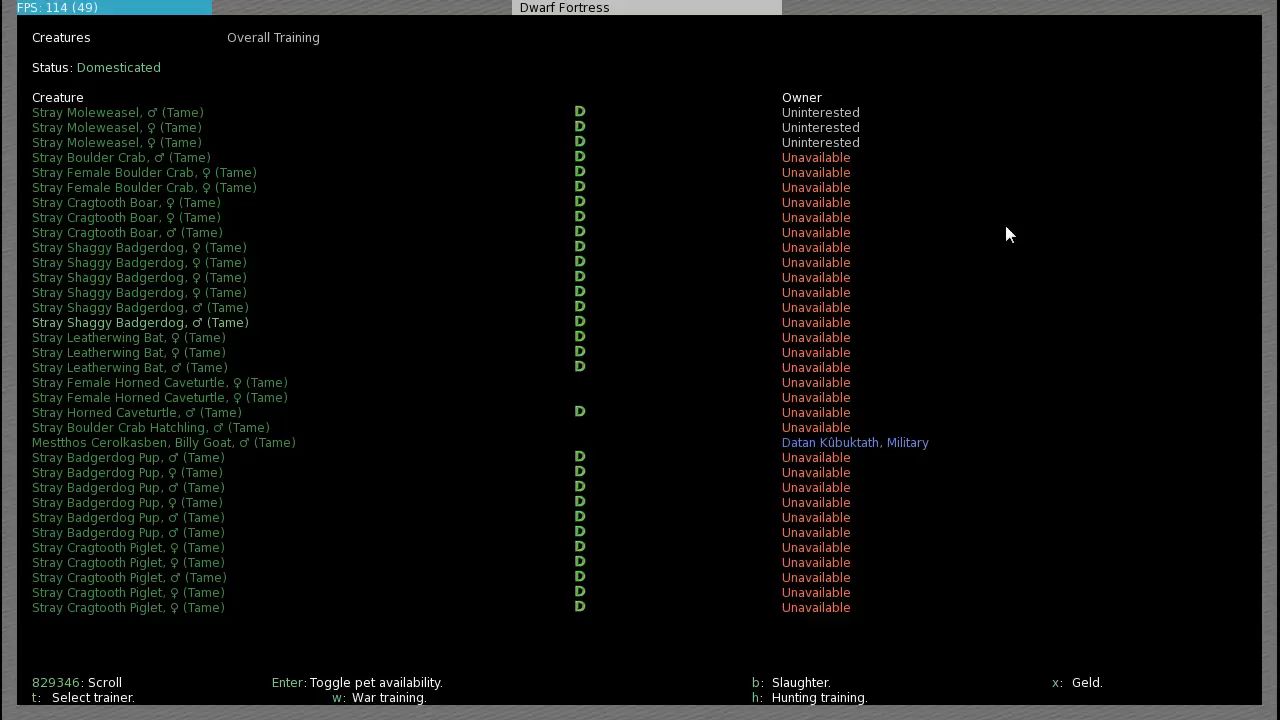 FPS: 114 (49) Dwarf Fortress
Creatures Overall Training
Status: Domesticated
Creature Owner
Stray Moleweasel, ♂ (Tame) D Uninterested
Stray Moleweasel, ♀ (Tame) D Uninterested
Stray Moleweasel, ♀ (Tame) D Uninterested
Stray Boulder Crab, ♂ (Tame) D Unavailable
Stray Female Boulder Crab, ♀ (Tame) D Unavailable
Stray Female Boulder Crab, ♀ (Tame) D Unavailable
Stray Cragtooth Boar, ♀ (Tame) D Unavailable
Stray Cragtooth Boar, ♀ (Tame) D Unavailable
Stray Cragtooth Boar, ♂ (Tame) D Unavailable
Stray Shaggy Badgerdog, ♀ (Tame) D Unavailable
Stray Shaggy Badgerdog, ♀ (Tame) D Unavailable
Stray Shaggy Badgerdog, ♀ (Tame) D Unavailable
Stray Shaggy Badgerdog, ♀ (Tame) D Unavailable
Stray Shaggy Badgerdog, ♂ (Tame) D Unavailable
Stray Shaggy Badgerdog, ♂ (Tame) D Unavailable
Stray Leatherwing Bat, ♀ (Tame) D Unavailable
Stray Leatherwing Bat, ♀ (Tame) D Unavailable
Stray Leatherwing Bat, ♂ (Tame) D Unavailable
Stray Female Horned Caveturtle, ♀ (Tame) Unavailable
Stray Female Horned Caveturtle, ♀ (Tame) Unavailable
Stray Horned Caveturtle, ♂ (Tame) D Unavailable
Stray Boulder Crab Hatchling, ♂ (Tame) Unavailable
Mestthos Cerolkasben, Billy Goat, ♂ (Tame) Datan Kûbuktath, Military
Stray Badgerdog Pup, ♂ (Tame) D Unavailable
Stray Badgerdog Pup, ♀ (Tame) D Unavailable
Stray Badgerdog Pup, ♂ (Tame) D Unavailable
Stray Badgerdog Pup, ♀ (Tame) D Unavailable
Stray Badgerdog Pup, ♂ (Tame) D Unavailable
Stray Badgerdog Pup, ♂ (Tame) D Unavailable
Stray Cragtooth Piglet, ♀ (Tame) D Unavailable
Stray Cragtooth Piglet, ♀ (Tame) D Unavailable
Stray Cragtooth Piglet, ♂ (Tame) D Unavailable
Stray Cragtooth Piglet, ♀ (Tame) D Unavailable
Stray Cragtooth Piglet, ♀ (Tame) D Unavailable
829346: Scroll Enter: Toggle pet availability. b: Slaughter. x: Geld.
t: Select trainer. w: War training. h: Hunting training.